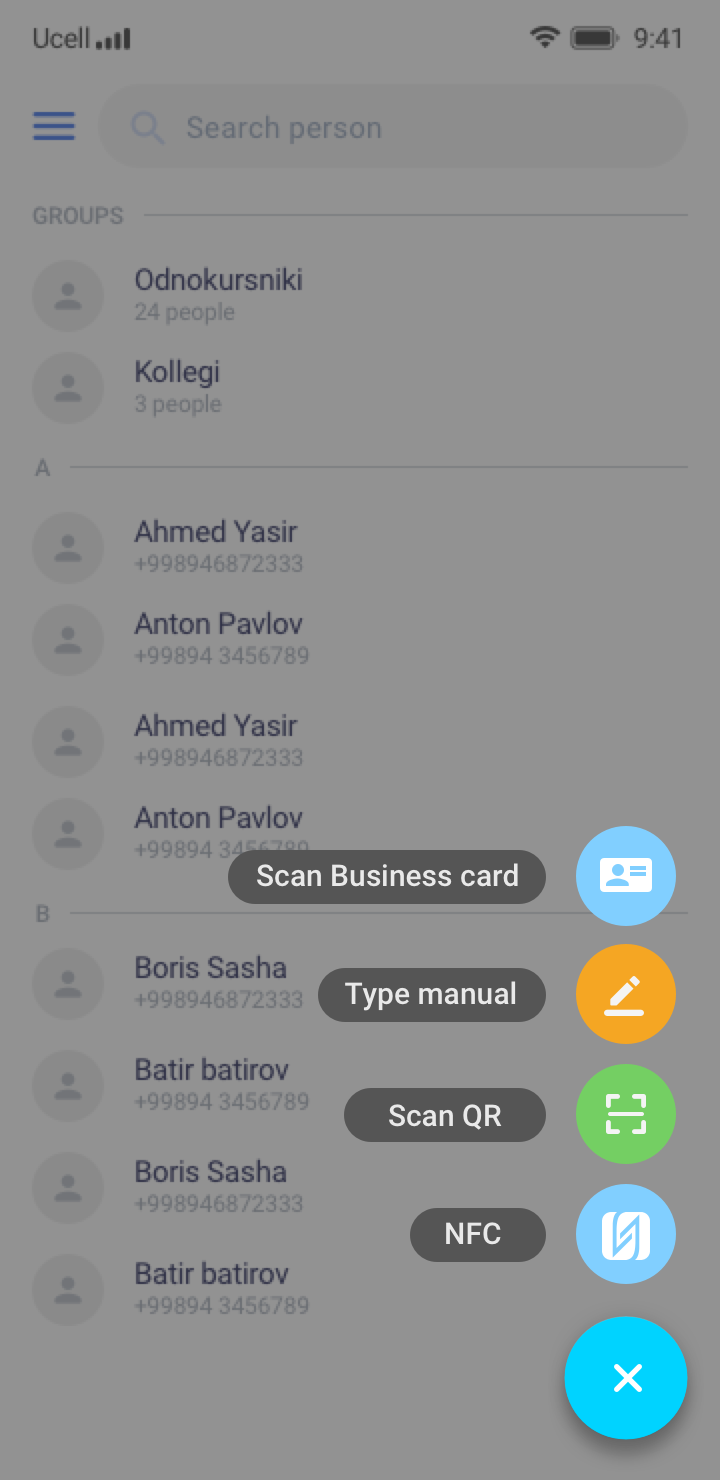 Ucell 9:41
Search person
GROUPS
Odnokursniki
24 people
Kollegi
3 people
A
Ahmed Yasir
+998946872333
Anton Pavlov
+99894 3456789
Ahmed Yasir
+998946872333
Anton Pavlov
+99894 3456789
Scan Business card
B
Boris Sasha
+998946872333
Type manual
Batir batirov
+99894 3456789
Scan QR
Boris Sasha
+998946872333
NFC
Batir batirov
+99894 3456789